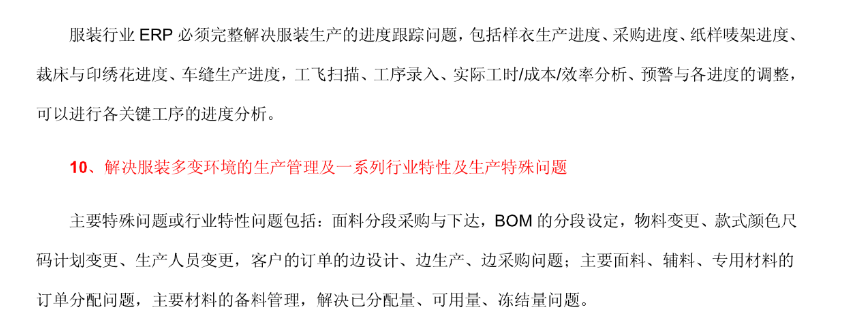 服装行业 ERP 必须完整解决服装生产的进度跟踪问题，包括样衣生产进度、采购进度、纸样唛架进度、
裁床与印绣花进度、车缝生产进度，工飞扫描、工序录入、实际工时/成本/效率分析、预警与各进度的调整，
可以进行各关键工序的进度分析。
10、解决服装多变环境的生产管理及一系列行业特性及生产特殊问题
主要特殊问题或行业特性问题包括：面料分段采购与下达，BOM 的分段设定，物料变更、款式颜色尺
码计划变更、生产人员变更，客户的订单的边设计、边生产、边采购问题；主要面料、辅料、专用材料的
订单分配问题，主要材料的备料管理，解决已分配量、可用量、冻结量问题。